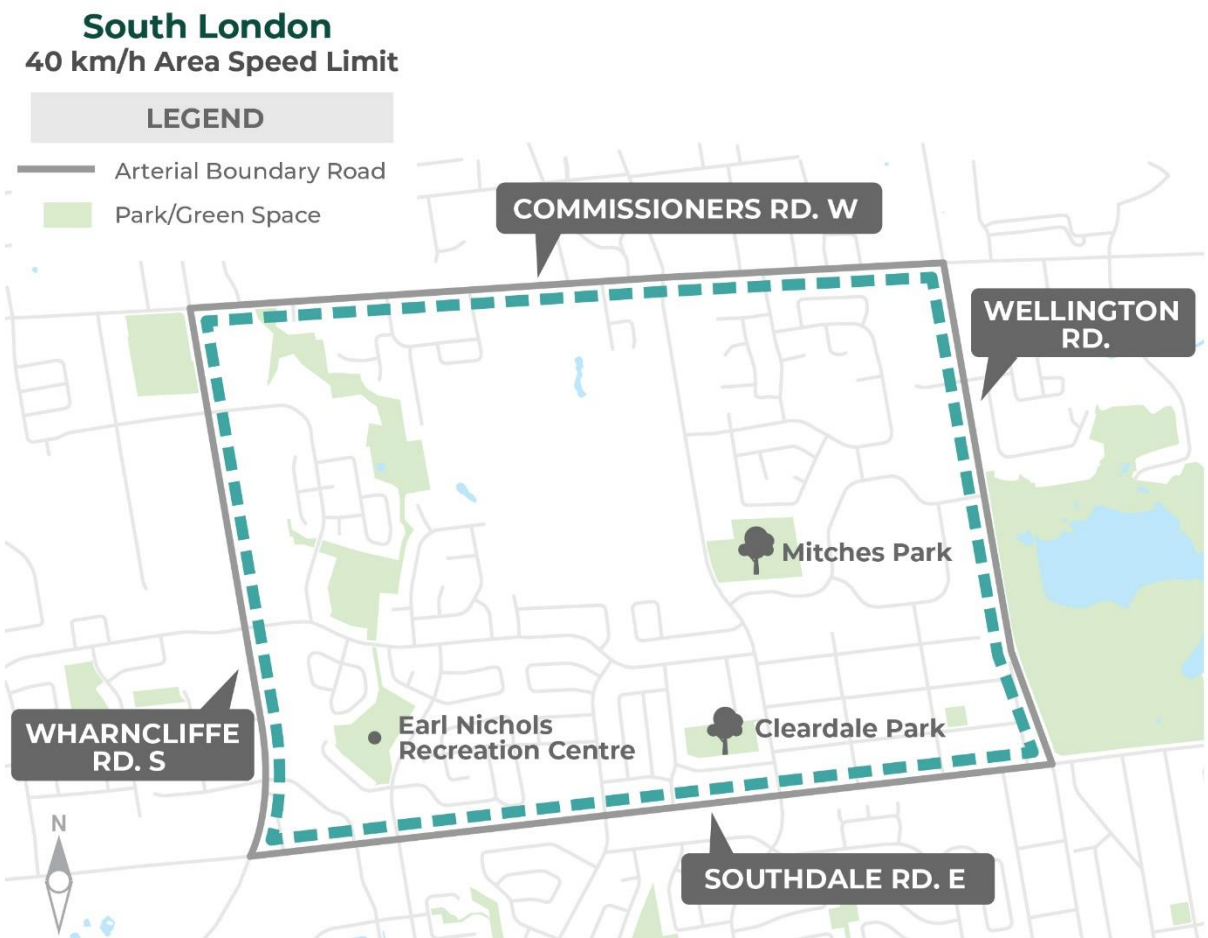 South London
40 km/h Area Speed Limit
LEGEND
Arterial Boundary Road
Park/Green Space
COMMISSIONERS RD. W
WELLINGTON
RD.
Mitches Park
WHARNCLIFFE
RD. S
Earl Nichols
Recreation Centre
Cleardale Park
N
SOUTHDALE RD. E